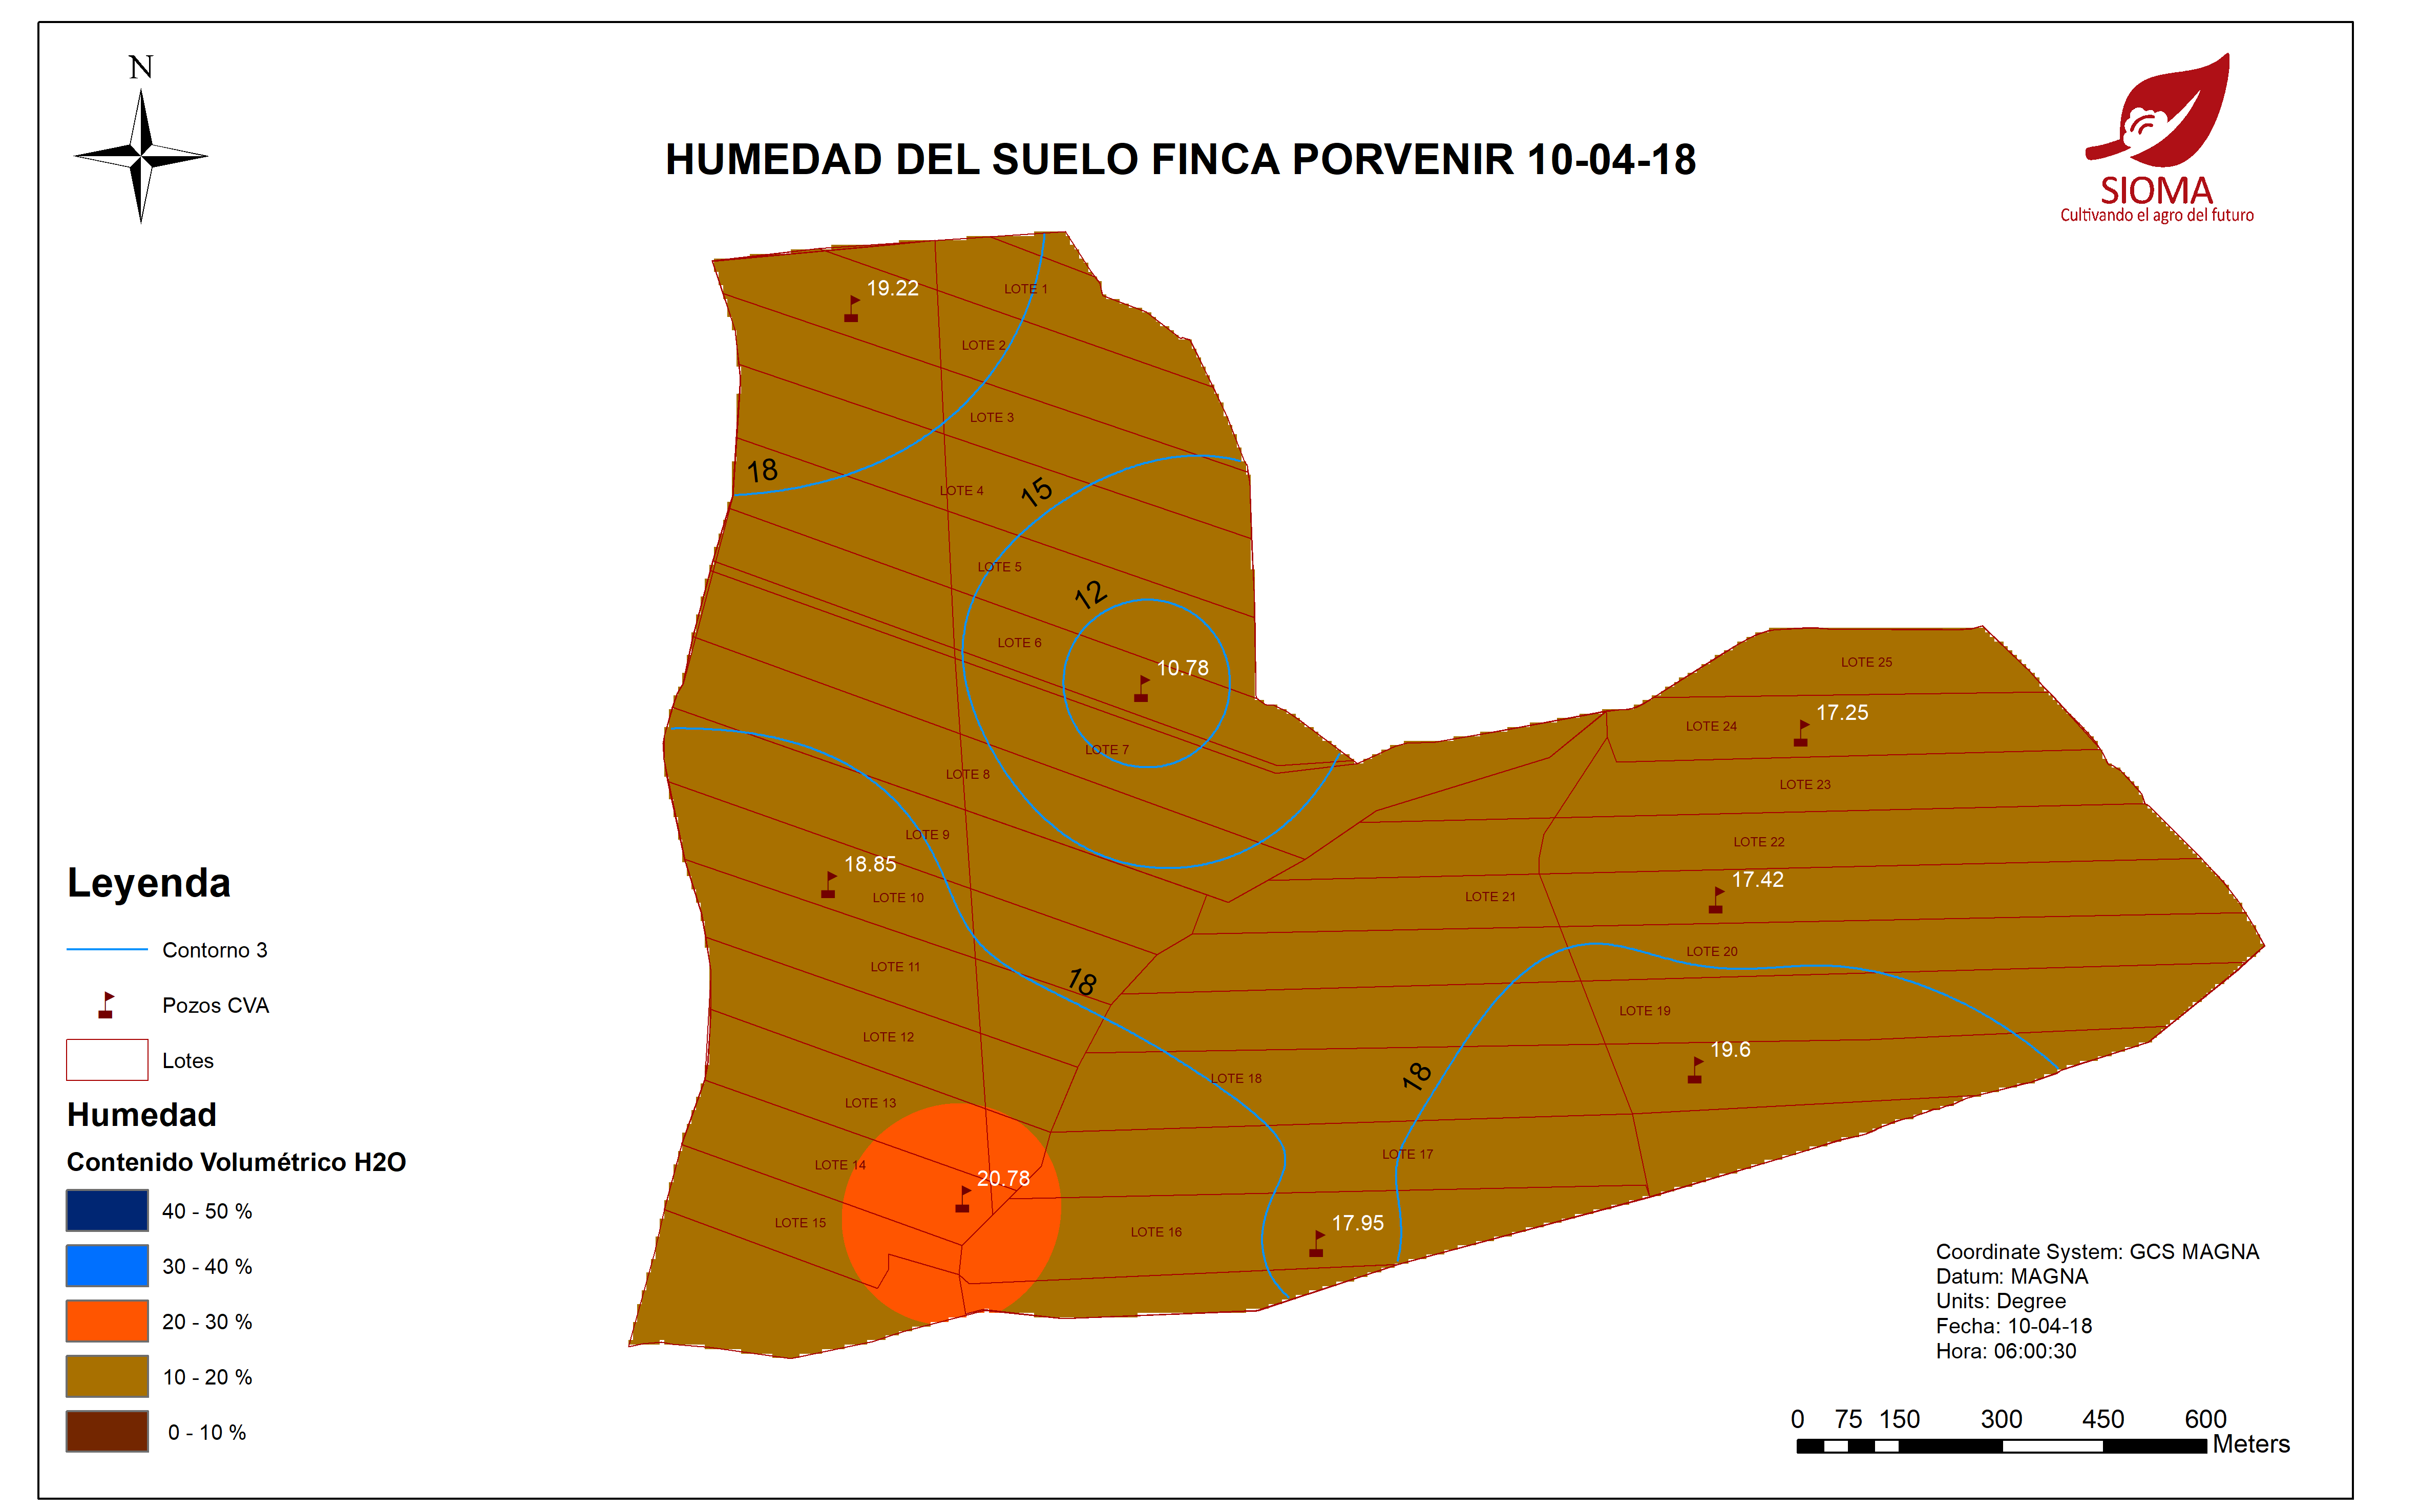 N
HUMEDAD DEL SUELO FINCA PORVENIR 10-04-18
SIOMA
Cultivando el agro del futuro
19.22
LOTE 1
LOTE 2
LOTE 3
18
LOTE 4
15
LOTE 5
12
LOTE 6
10.78
LOTE 7
LOTE 8
LOTE 9
18.85
LOTE 10
LOTE 11
18
LOTE 12
LOTE 13
LOTE 14
20.78
LOTE 15
LOTE 16
17.95
LOTE 17
LOTE 18
18
19.6
LOTE 19
LOTE 20
LOTE 21
17.42
LOTE 22
LOTE 23
LOTE 24
17.25
LOTE 25
Leyenda
Contorno 3
Pozos CVA
Lotes
Humedad
Contenido Volumétrico H2O
40 - 50 %
30 - 40 %
20 - 30 %
10 - 20 %
0 - 10 %
Coordinate System: GCS MAGNA
Datum: MAGNA
Units: Degree
Fecha: 10-04-18
Hora: 06:00:30
0 75 150 300 450 600
Meters